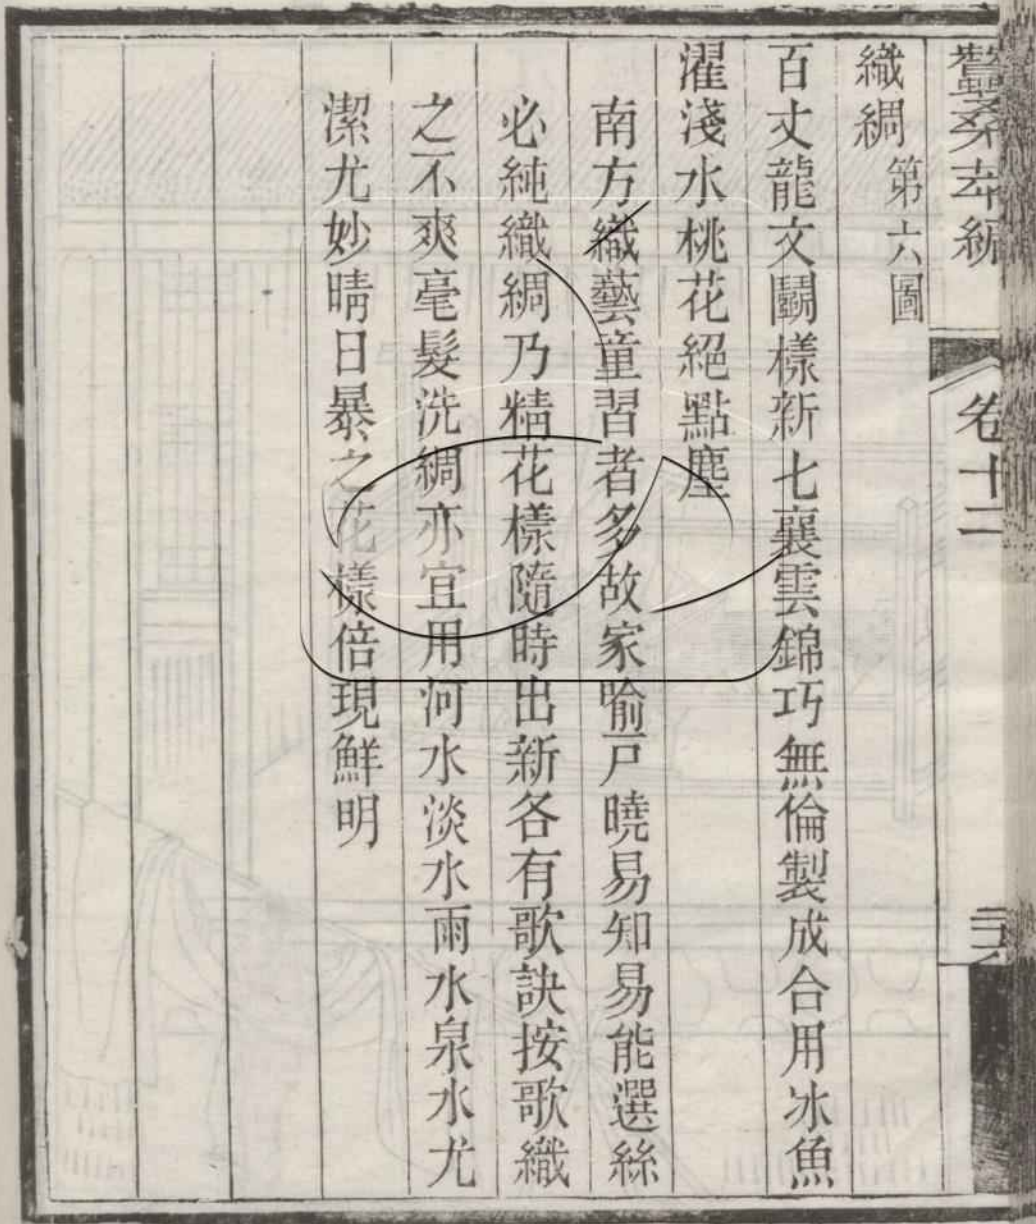 蠶桑萃編 卷十二
織綢 第六圖
百丈龍文鬭樣新七襄雲錦巧無倫製成合用冰魚
濯淺水桃花絕點塵
南方織藝童習者多故家喻戸曉易知易能選絲
必純織綢乃精花樣隨時出新各有歌訣按歌織
之不爽毫髮洗綢亦宜用河水淡水雨水泉水尤
潔尤妙晴日暴之花樣倍現鮮明